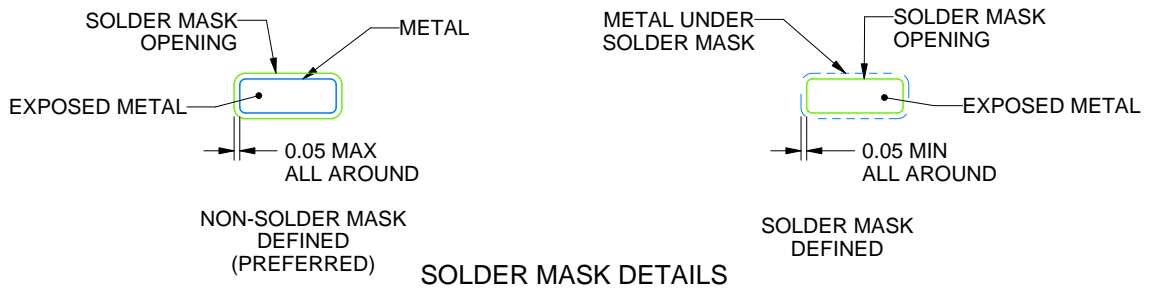 SOLDER MASK
OPENING
METAL
EXPOSED METAL
0.05 MAX
ALL AROUND
NON-SOLDER MASK
DEFINED
(PREFERRED)
METAL UNDER
SOLDER MASK
SOLDER MASK
OPENING
EXPOSED METAL
0.05 MIN
ALL AROUND
SOLDER MASK
DEFINED
SOLDER MASK DETAILS